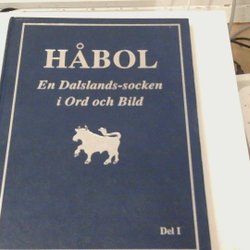 HÅBOL
En Dalslands-socken
i Ord och Bild
Del I